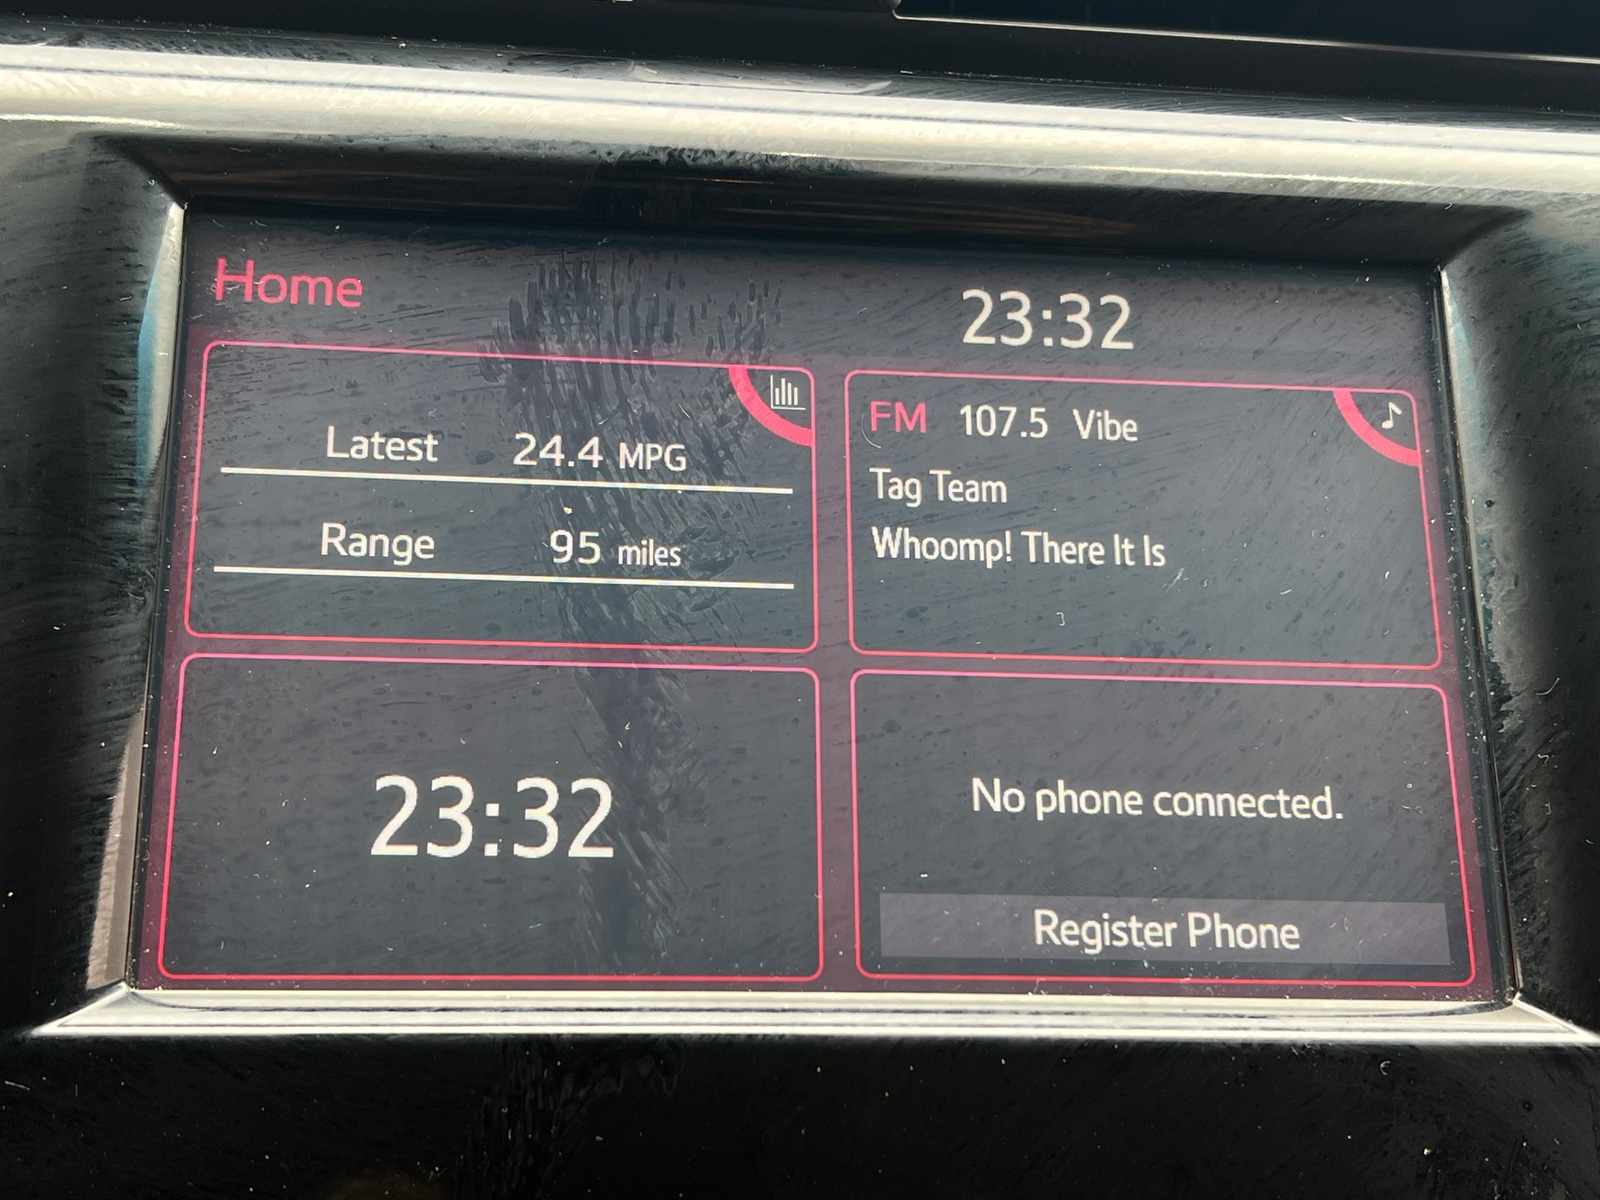 Home
23:32
Latest 24.4 MPG
Range 95 miles
FM 107.5 Vibe
Tag Team
Whoomp! There It Is
23:32
No phone connected.
Register Phone